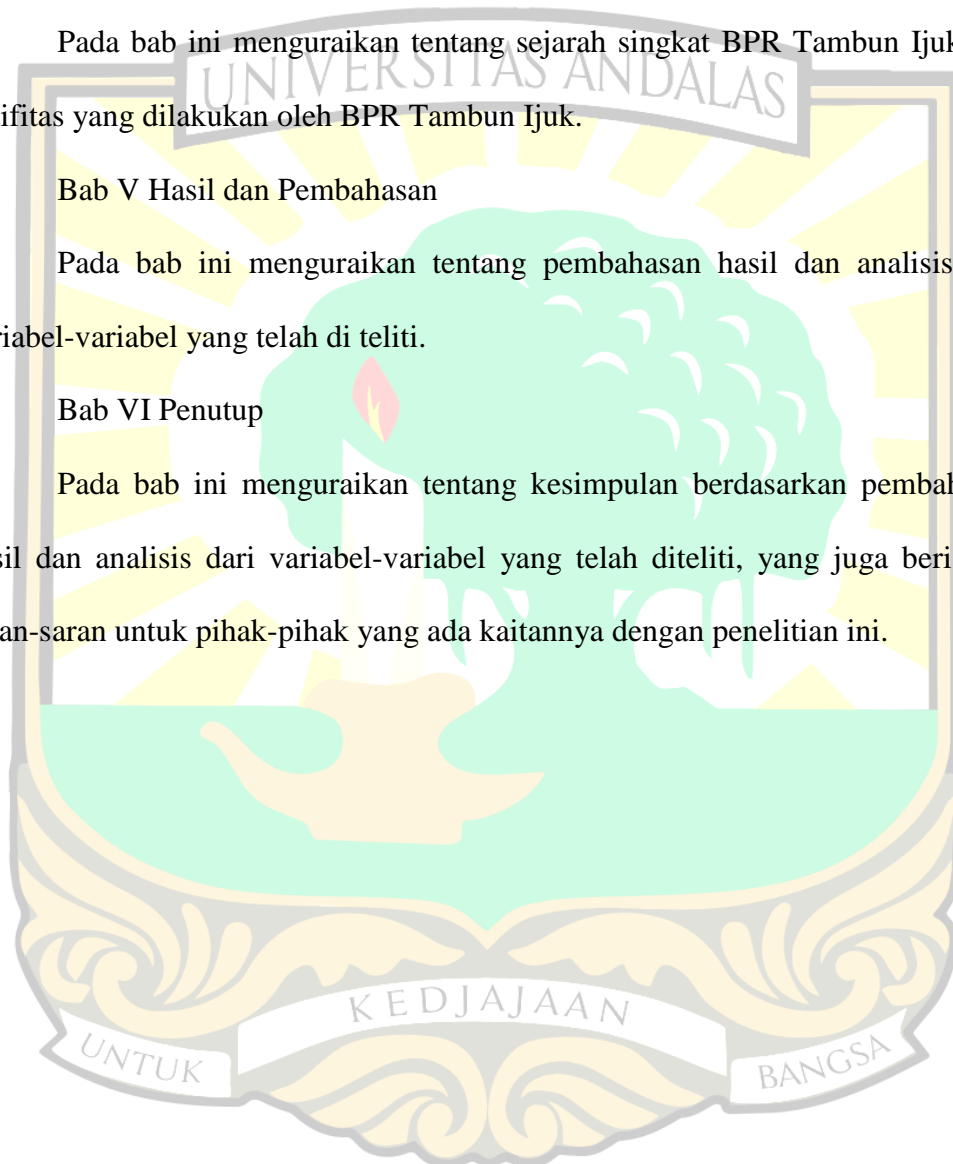 Pada bab ini menguraikan tentang sejarah singkat BPR Tambun Ijuk
ifitas yang dilakukan oleh BPR Tambun Ijuk.
Bab V Hasil dan Pembahasan
Pada bab ini menguraikan tentang pembahasan hasil dan analisis
riabel-variabel yang telah di teliti.
Bab VI Penutup
Pada bab ini menguraikan tentang kesimpulan berdasarkan pembah
sil dan analisis dari variabel-variabel yang telah diteliti, yang juga beri
an-saran untuk pihak-pihak yang ada kaitannya dengan penelitian ini.
UNIVERSITAS ANDALAS
KEDJAJAAN
UNTUK BANGSA